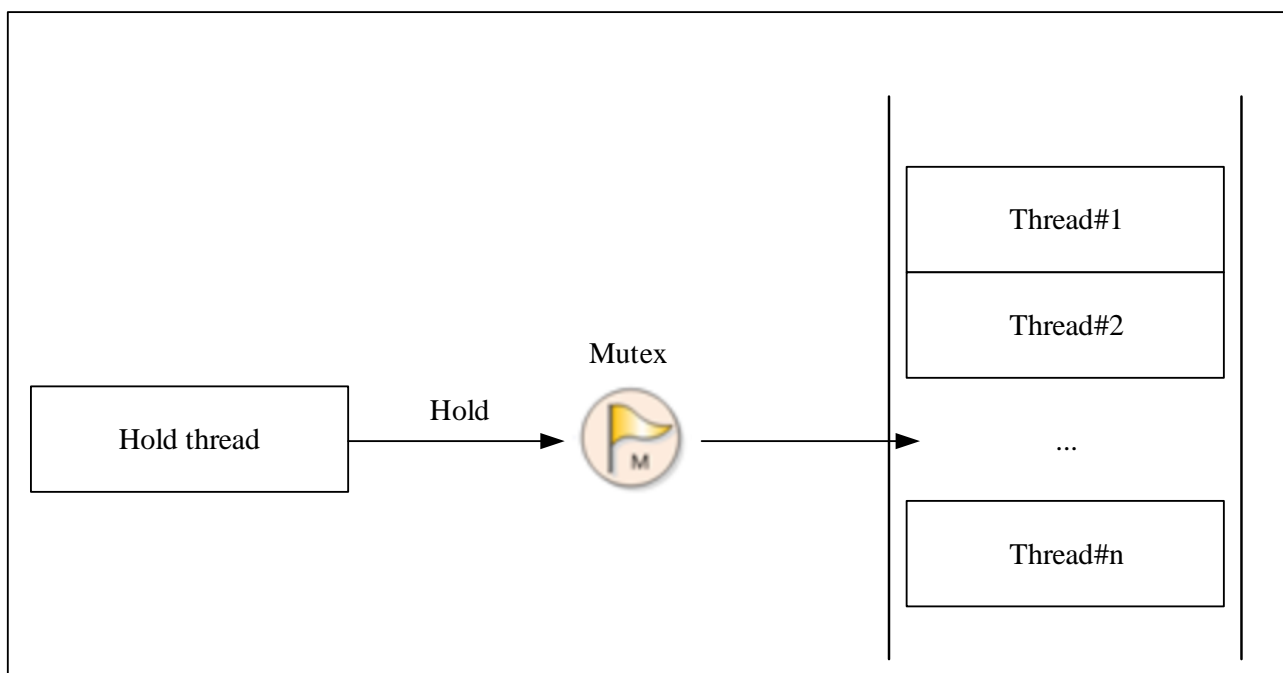 Thread#1
Thread#2
Mutex
Hold
Hold thread
M
...
Thread#n